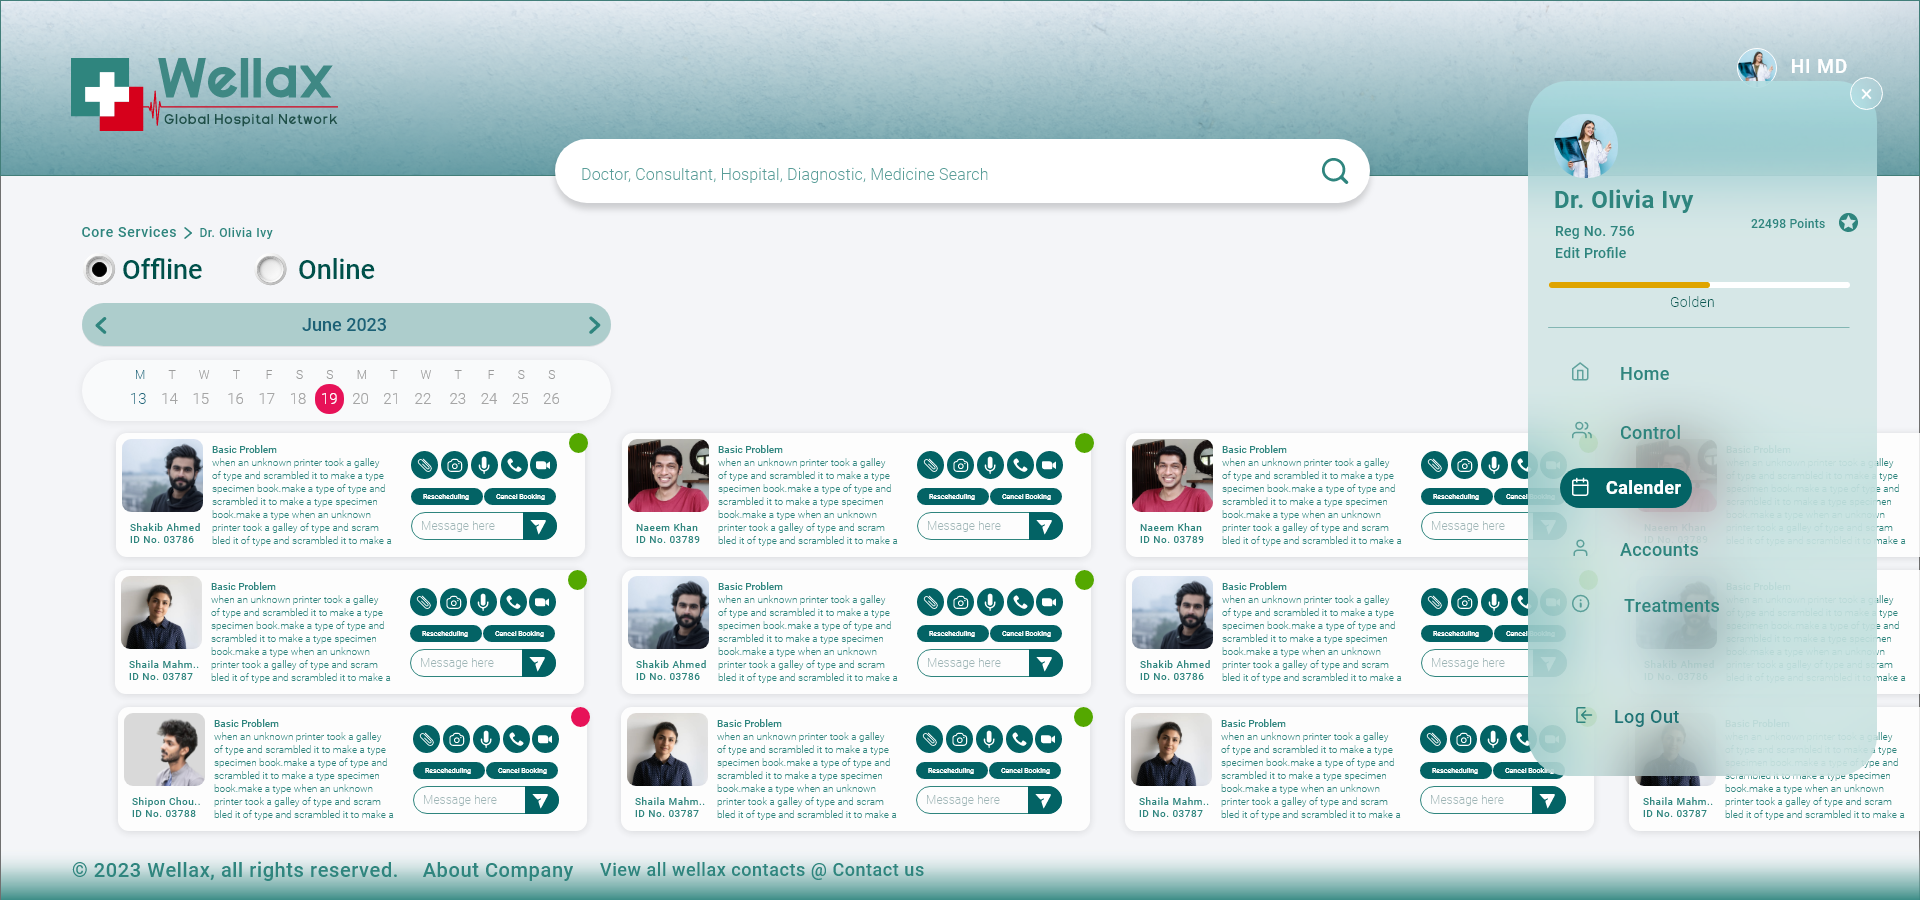 Wellax
Global Hospital Network
HI MD
Doctor, Consultant, Hospital, Diagnostic, Medicine Search
Core Services > Dr. Olivia Ivy
Offline
Online
June 2023
M T W T F S S M T W T F S S
13 14 15 16 17 18 19 20 21 22 23 24 25 26
Basic Problem
when an unknown printer took a galley
of type and scrambled it to make a type
specimen book.make a type of type and
scrambled it to make a type specimen
book.make a type when an unknown
printer took a galley of type and scram
bled it of type and scrambled it to make a
Shakib Ahmed
ID No. 03786
Rescheduling
Cancel Booking
Message here
Basic Problem
when an unknown printer took a galley
of type and scrambled it to make a type
specimen book.make a type of type and
scrambled it to make a type specimen
book.make a type when an unknown
printer took a galley of type and scram
bled it of type and scrambled it to make a
Naeem Khan
ID No. 03789
Rescheduling
Cancel Booking
Message here
Basic Problem
when an unknown printer took a galley
of type and scrambled it to make a type
specimen book.make a type of type and
scrambled it to make a type specimen
book.make a type when an unknown
printer took a galley of type and scram
bled it of type and scrambled it to make a
Naeem Khan
ID No. 03789
Rescheduling
Message here
Basic Problem
when an unknown printer took a galley
of type and scrambled it to make a type
specimen book.make a type of type and
scrambled it to make a type specimen
book.make a type when an unknown
printer took a galley of type and scram
bled it of type and scrambled it to make a
Shaila Mahm..
ID No. 03787
Rescheduling
Cancel Booking
Message here
Basic Problem
when an unknown printer took a galley
of type and scrambled it to make a type
specimen book.make a type of type and
scrambled it to make a type specimen
book.make a type when an unknown
printer took a galley of type and scram
bled it of type and scrambled it to make a
Shakib Ahmed
ID No. 03786
Rescheduling
Cancel Booking
Message here
Basic Problem
when an unknown printer took a galley
of type and scrambled it to make a type
specimen book.make a type of type and
scrambled it to make a type specimen
book.make a type when an unknown
printer took a galley of type and scram
bled it of type and scrambled it to make a
Shakib Ahmed
ID No. 03786
Rescheduling
Message here
Basic Problem
when an unknown printer took a galley
of type and scrambled it to make a type
specimen book.make a type of type and
scrambled it to make a type specimen
book.make a type when an unknown
printer took a galley of type and scram
bled it of type and scrambled it to make a
Shipon Chou..
ID No. 03788
Rescheduling
Cancel Booking
Message here
Basic Problem
when an unknown printer took a galley
of type and scrambled it to make a type
specimen book.make a type of type and
scrambled it to make a type specimen
book.make a type when an unknown
printer took a galley of type and scram
bled it of type and scrambled it to make a
Shaila Mahm..
ID No. 03787
Rescheduling
Cancel Booking
Message here
Basic Problem
when an unknown printer took a galley
of type and scrambled it to make a type
specimen book.make a type of type and
scrambled it to make a type specimen
book.make a type when an unknown
printer took a galley of type and scram
bled it of type and scrambled it to make a
Shaila Mahm..
ID No. 03787
Rescheduling
Cancel Booking
Message here
scrambled it to make a type specimen
book.make a type when an unknown
printer took a galley of type and scram
bled it of type and scrambled it to make a
Shaila Mahm..
ID No. 03787
Dr. Olivia Ivy
22498 Points
Reg No. 756
Edit Profile
Golden
Home
Control
Calender
Accounts
Treatments
Log Out
© 2023 Wellax, all rights reserved. About Company View all wellax contacts @ Contact us